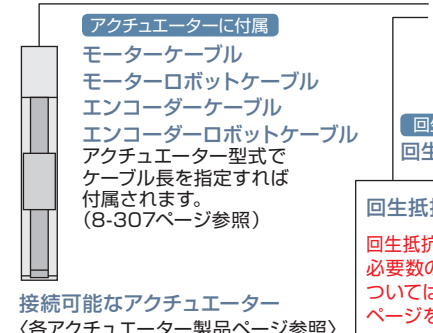 アクチュエーターに付属
モーターケーブル
モーターロボットケーブル
エンコーダーケーブル
エンコーダーロボットケーブル
アクチュエーター型式で
ケーブル長を指定すれば
付属されます。
(8-307ページ参照)
接続可能なアクチュエーター
〈各アクチュエーター製品ページ参照〉
回生
回生抵
回生抵抗
必要数の
ついては
ページを